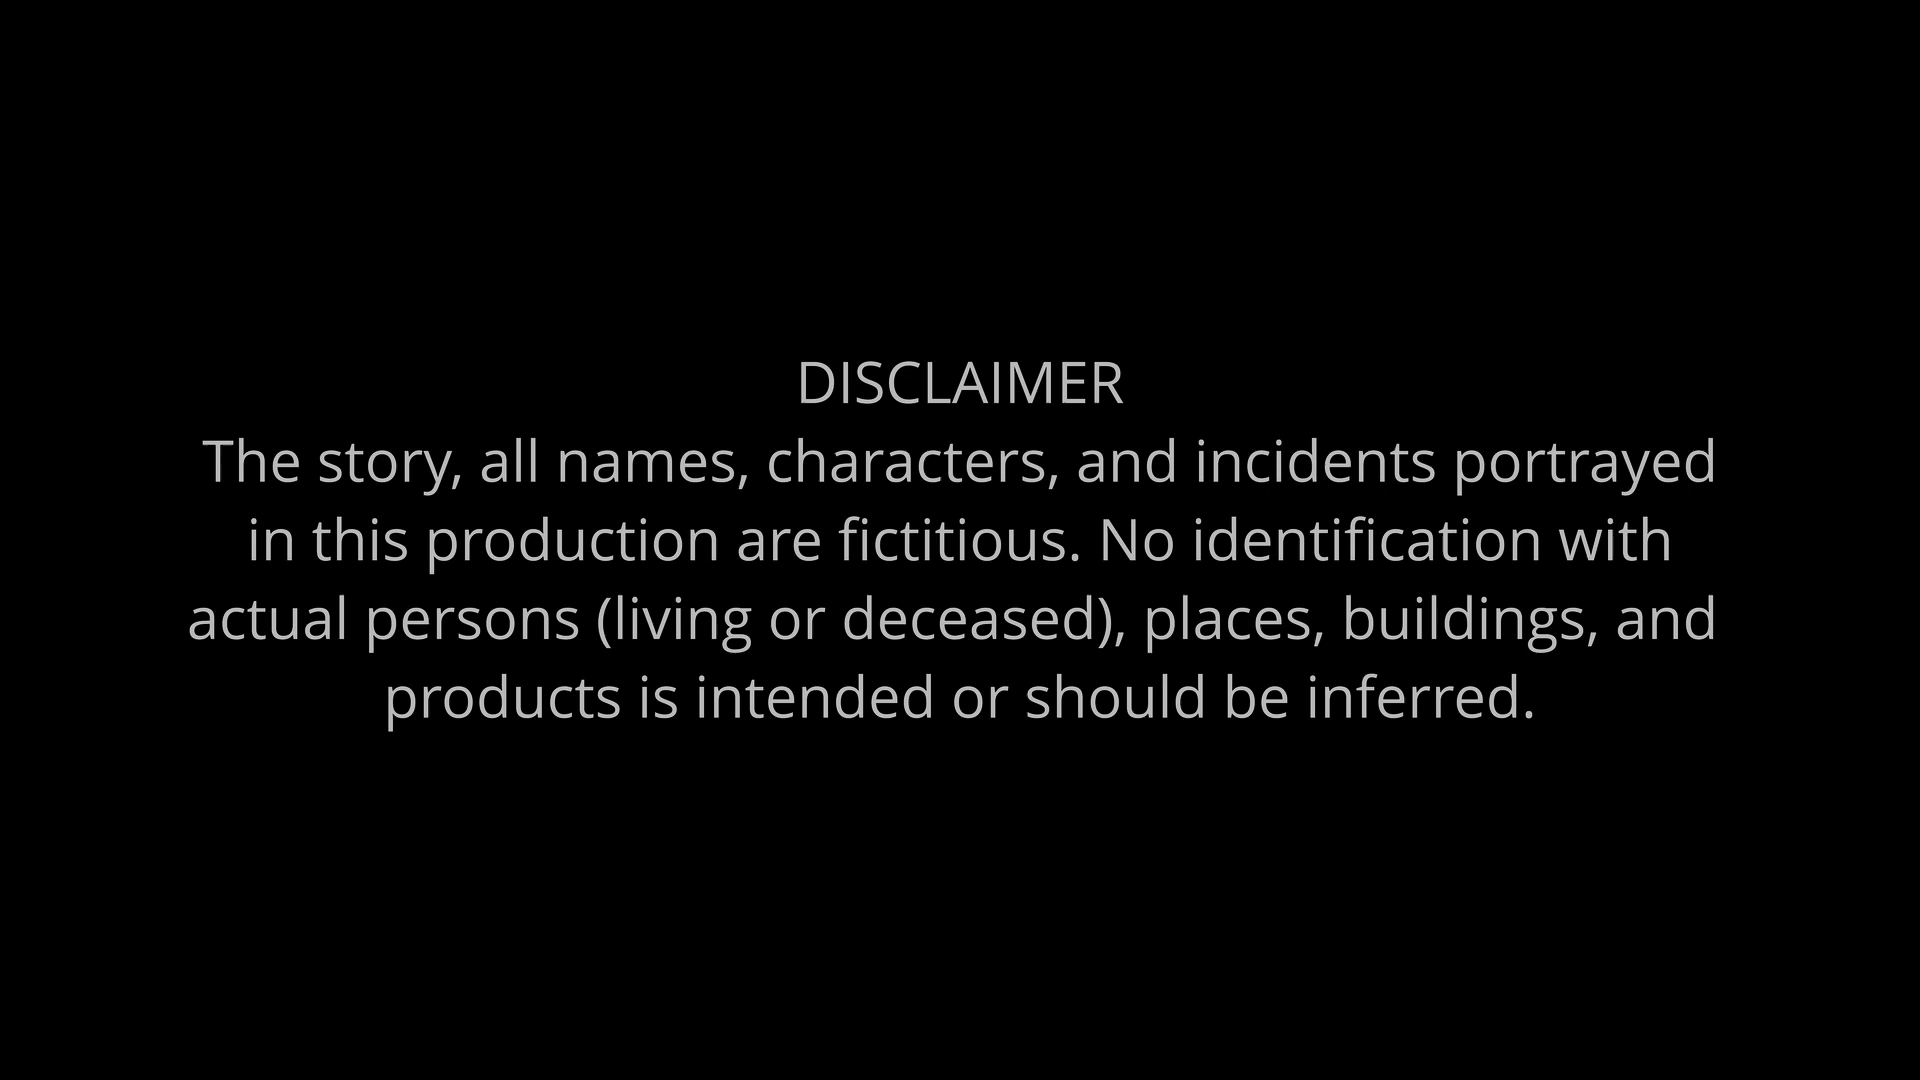 DISCLAIMER
The story, all names, characters, and incidents portrayed
in this production are fictitious. No identification with
actual persons (living or deceased), places, buildings, and
products is intended or should be inferred.